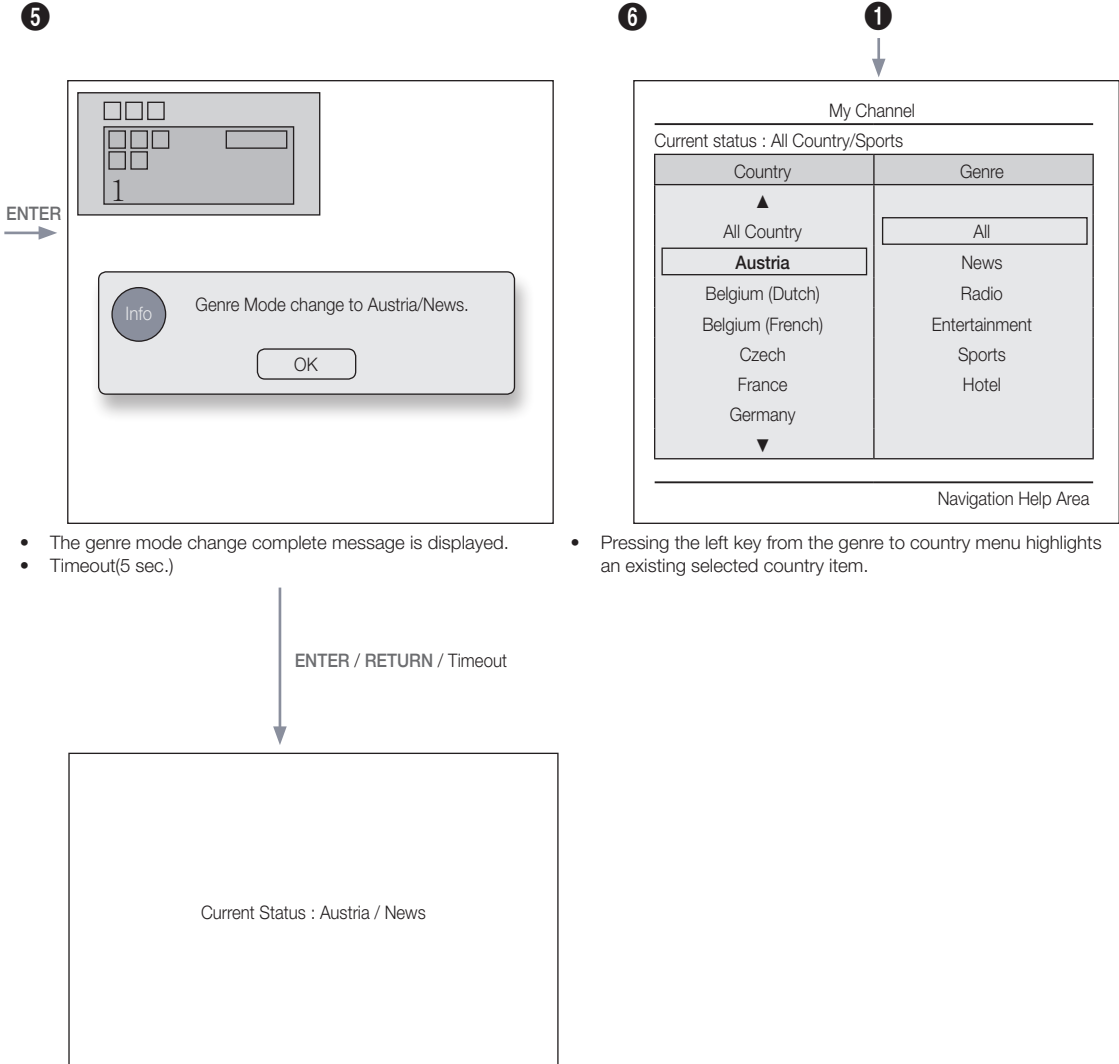 ❺
ENTER
1
Info
Genre Mode change to Austria/News.
OK
• The genre mode change complete message is displayed.
• Timeout(5 sec.)
ENTER / RETURN / Timeout
Current Status : Austria / News
❻ ❶
My Channel
Current status : All Country/Sports
Country Genre
▲
All Country All
Austria News
Belgium (Dutch) Radio
Belgium (French) Entertainment
Czech Sports
France Hotel
Germany
▼
Navigation Help Area
• Pressing the left key from the genre to country menu highlights
an existing selected country item.